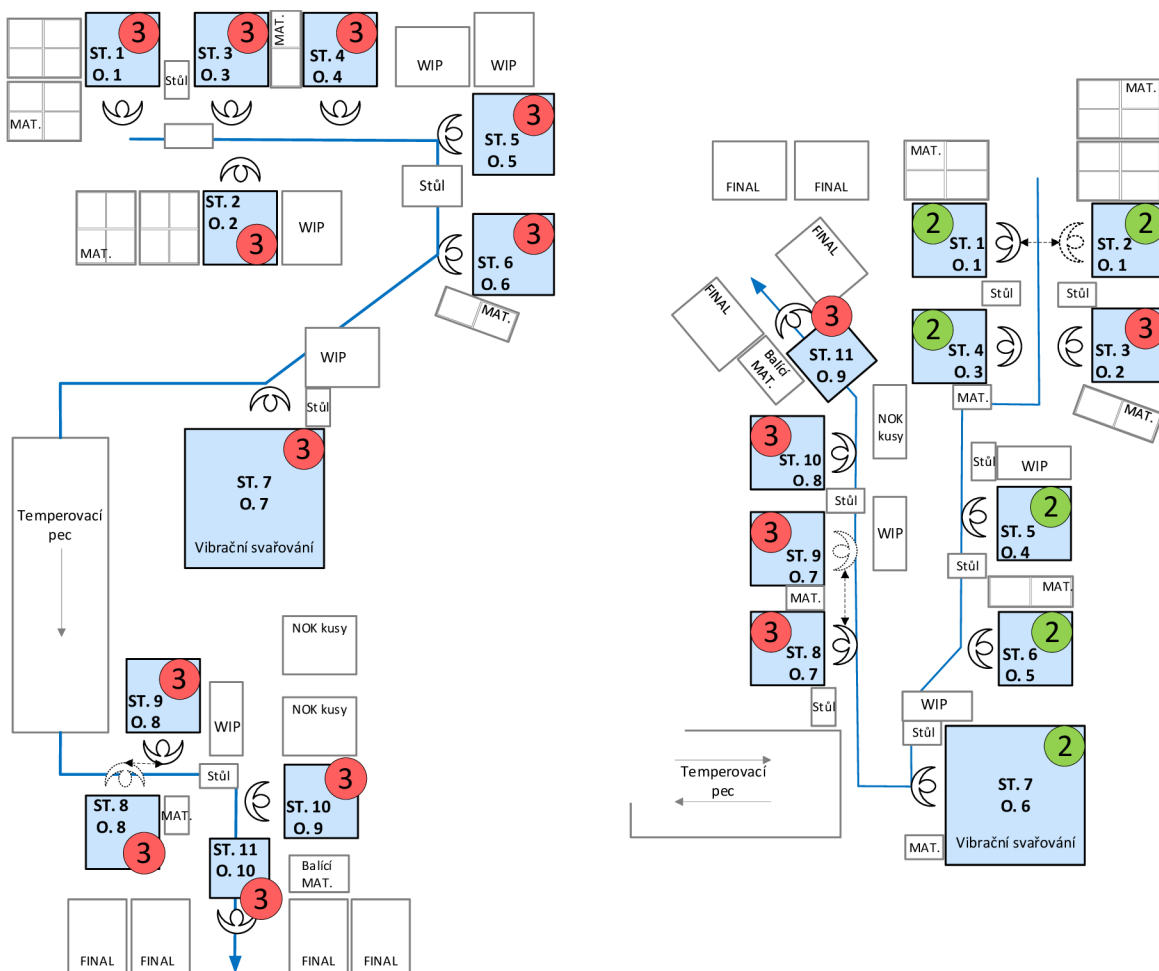 3
ST. 1
O. 1
MAT.
Stůl
3
ST. 3
O. 3
MAT.
3
ST. 4
O. 4
WIP
WIP
3
ST. 5
O. 5
Stůl
MAT.
ST. 2
O. 2
3
WIP
3
ST. 6
O. 6
MAT.
WIP
Stůl
3
ST. 7
O. 7
Vibrační svařování
Temperovací
pec
NOK kusy
NOK kusy
3
ST. 9
O. 8
WIP
Stůl
ST. 8
O. 8
3
MAT.
3
ST. 10
O. 9
ST. 11
O. 10
3
Balící
MAT.
FINAL
FINAL
FINAL
FINAL
FINAL
FINAL
MAT.
MAT.
2
ST. 1
O. 1
2
ST. 2
O. 1
Stůl
Stůl
2
ST. 4
O. 3
3
ST. 3
O. 2
MAT.
MAT.
FINAL
FINAL
3
ST. 11
O. 9
Balící
MAT.
NOK
kusy
3
ST. 10
O. 8
Stůl
WIP
3
ST. 9
O. 7
MAT.
3
ST. 8
O. 7
Stůl
Stůl
WIP
2
ST. 5
O. 4
Stůl
MAT.
2
ST. 6
O. 5
WIP
Stůl
2
ST. 7
O. 6
Vibrační svařování
MAT.
Temperovací
pec